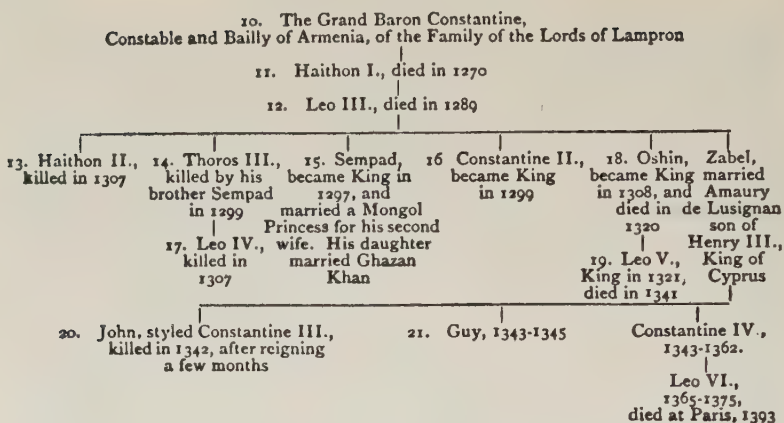 10. The Grand Baron Constantine,
Constable and Bailly of Armenia, of the Family of the Lords of Lampron
11. Haithon I., died in 1270
12. Leo III., died in 1289
13. Haithon II.,
killed in 1307
14. Thoros III.,
killed by his
brother Sempad
in 1299
17. Leo IV.,
killed in
1307
15. Sempad,
became King in
1297, and
married a Mongol
Princess for his second
wife. His daughter
married Ghazan
Khan
16 Constantine II.,
became King
in 1299
18. Oshin,
became King
in 1308, and
died in
1320
19. Leo V.,
King in 1321,
died in 1341
Zabel,
married
Amaury
de Lusignan
son of
Henry III.,
King of
Cyprus
20. John, styled Constantine III.,
killed in 1342, after reigning
a few months
21. Guy, 1343-1345
Constantine IV.,
1343-1362.
Leo VI.,
1365-1375,
died at Paris, 1393